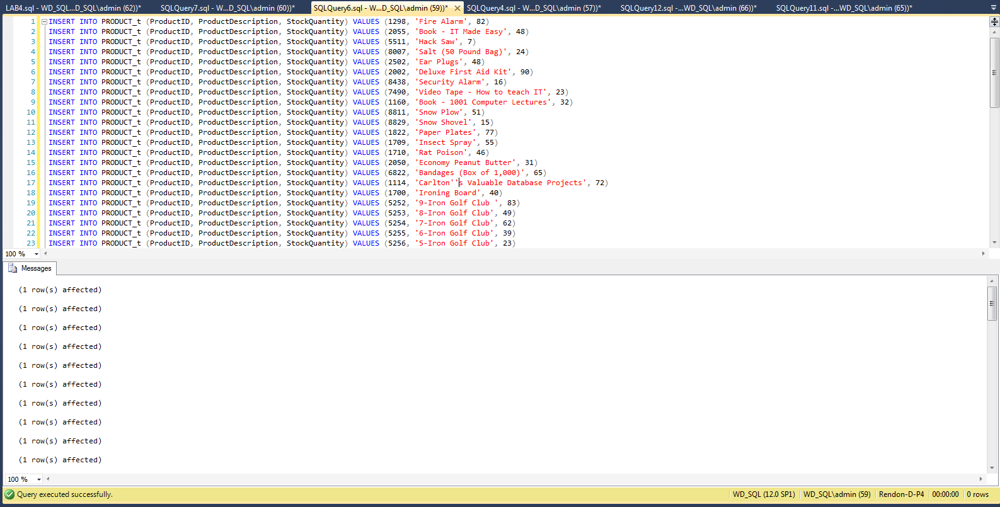 LAB4.sql - WD_SQL...D_SQL\admin (62))* SQLQuery7.sql - W...D_SQL\admin (60))* SQLQuery6.sql - W...D_SQL\admin (59))* SQLQuery4.sql - W...D_SQL\admin (57))* SQLQuery12.sql -...WD_SQL\admin (66))* SQLQuery11.sql -...WD_SQL\admin (65))*
1 INSERT INTO PRODUCT_t (ProductID, ProductDescription, StockQuantity) VALUES (1298, 'Fire Alarm', 82)
2 INSERT INTO PRODUCT_t (ProductID, ProductDescription, StockQuantity) VALUES (2055, 'Book - IT Made Easy', 48)
3 INSERT INTO PRODUCT_t (ProductID, ProductDescription, StockQuantity) VALUES (5511, 'Hack Saw', 7)
4 INSERT INTO PRODUCT_t (ProductID, ProductDescription, StockQuantity) VALUES (8007, 'Salt (50 Pound Bag)', 24)
5 INSERT INTO PRODUCT_t (ProductID, ProductDescription, StockQuantity) VALUES (2502, 'Ear Plugs', 48)
6 INSERT INTO PRODUCT_t (ProductID, ProductDescription, StockQuantity) VALUES (2002, 'Deluxe First Aid Kit', 90)
7 INSERT INTO PRODUCT_t (ProductID, ProductDescription, StockQuantity) VALUES (8438, 'Security Alarm', 16)
8 INSERT INTO PRODUCT_t (ProductID, ProductDescription, StockQuantity) VALUES (7490, 'Video Tape - How to teach IT', 23)
9 INSERT INTO PRODUCT_t (ProductID, ProductDescription, StockQuantity) VALUES (1160, 'Book - 1001 Computer Lectures', 32)
10 INSERT INTO PRODUCT_t (ProductID, ProductDescription, StockQuantity) VALUES (8811, 'Snow Plow', 51)
11 INSERT INTO PRODUCT_t (ProductID, ProductDescription, StockQuantity) VALUES (8829, 'Snow Shovel', 15)
12 INSERT INTO PRODUCT_t (ProductID, ProductDescription, StockQuantity) VALUES (1822, 'Paper Plates', 77)
13 INSERT INTO PRODUCT_t (ProductID, ProductDescription, StockQuantity) VALUES (1709, 'Insect Spray', 55)
14 INSERT INTO PRODUCT_t (ProductID, ProductDescription, StockQuantity) VALUES (1710, 'Rat Poison', 46)
15 INSERT INTO PRODUCT_t (ProductID, ProductDescription, StockQuantity) VALUES (2050, 'Economy Peanut Butter', 31)
16 INSERT INTO PRODUCT_t (ProductID, ProductDescription, StockQuantity) VALUES (6822, 'Bandages (Box of 1,000)', 65)
17 INSERT INTO PRODUCT_t (ProductID, ProductDescription, StockQuantity) VALUES (1114, 'Carlton''s Valuable Database Projects', 72)
18 INSERT INTO PRODUCT_t (ProductID, ProductDescription, StockQuantity) VALUES (1700, 'Ironing Board', 40)
19 INSERT INTO PRODUCT_t (ProductID, ProductDescription, StockQuantity) VALUES (5252, '9-Iron Golf Club ', 83)
20 INSERT INTO PRODUCT_t (ProductID, ProductDescription, StockQuantity) VALUES (5253, '8-Iron Golf Club', 49)
21 INSERT INTO PRODUCT_t (ProductID, ProductDescription, StockQuantity) VALUES (5254, '7-Iron Golf Club', 62)
22 INSERT INTO PRODUCT_t (ProductID, ProductDescription, StockQuantity) VALUES (5255, '6-Iron Golf Club', 39)
23 INSERT INTO PRODUCT_t (ProductID, ProductDescription, StockQuantity) VALUES (5256, '5-Iron Golf Club', 23)
100 %
Messages
(1 row(s) affected)
(1 row(s) affected)
(1 row(s) affected)
(1 row(s) affected)
(1 row(s) affected)
(1 row(s) affected)
(1 row(s) affected)
(1 row(s) affected)
(1 row(s) affected)
(1 row(s) affected)
100 %
Query executed successfully. WD_SQL (12.0 SP1) WD_SQL\admin (59) Rendon-D-P4 00:00:00 0 rows